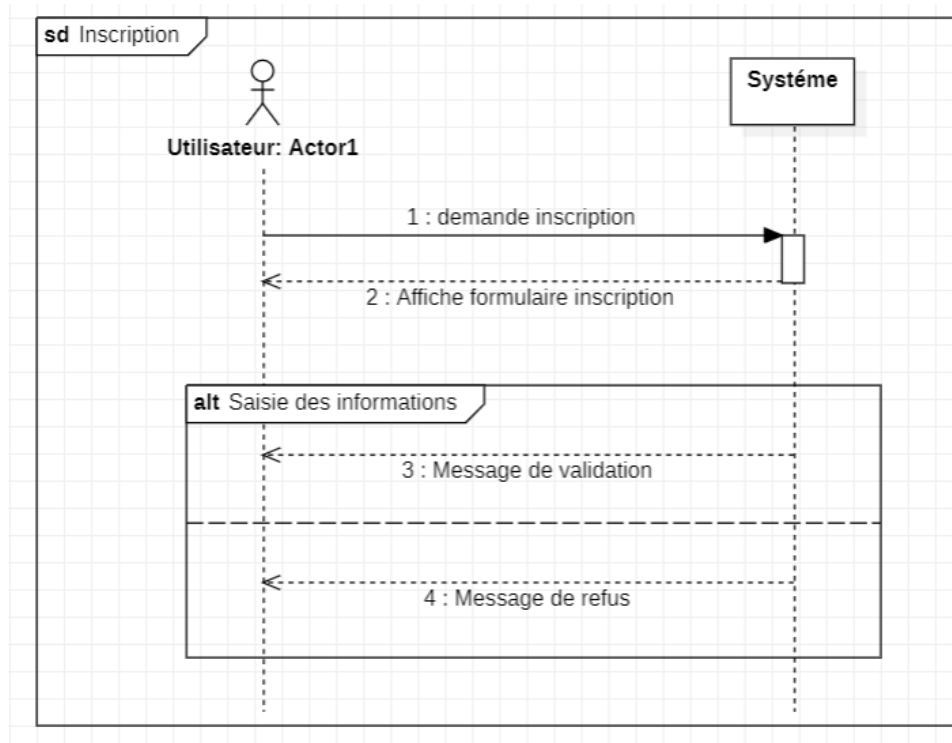 sd Inscription
Systéme
Utilisateur: Actor1
1 : demande inscription
2 : Affiche formulaire inscription
alt Saisie des informations
3 : Message de validation
4 : Message de refus